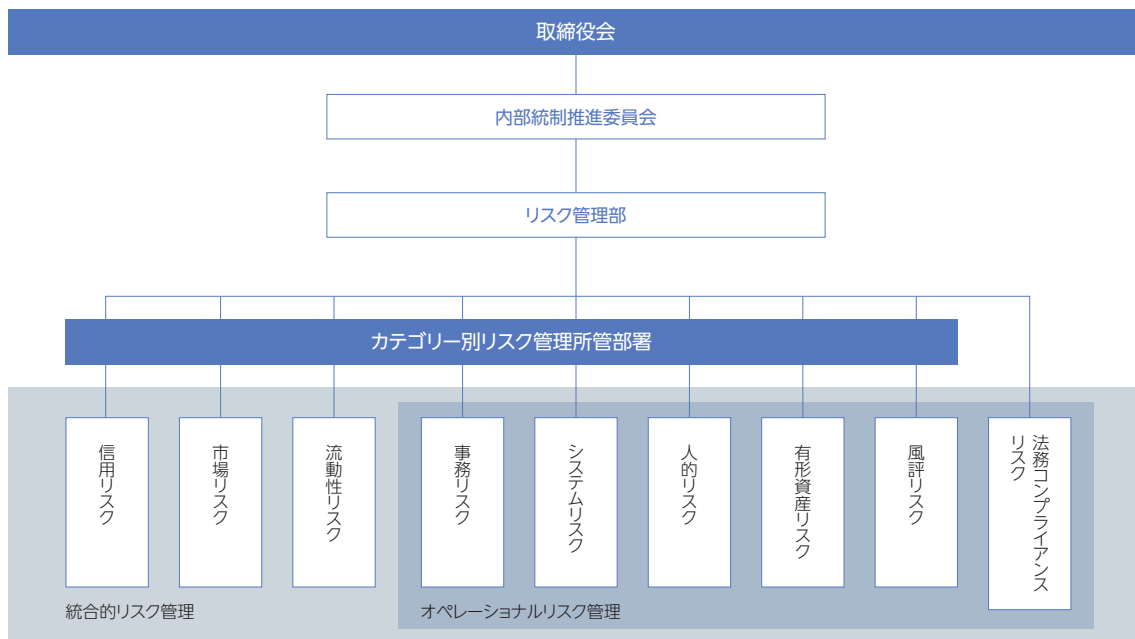 取締役会
内部統制推進委員会
リスク管理部
カテゴリー別リスク管理所管部署
信用リスク
市場リスク
流動性リスク
事務リスク
システムリスク
人的リスク
有形資産リスク
風評リスク
法務コンプライアンス
リスク
統合的リスク管理
オペレーショナルリスク管理